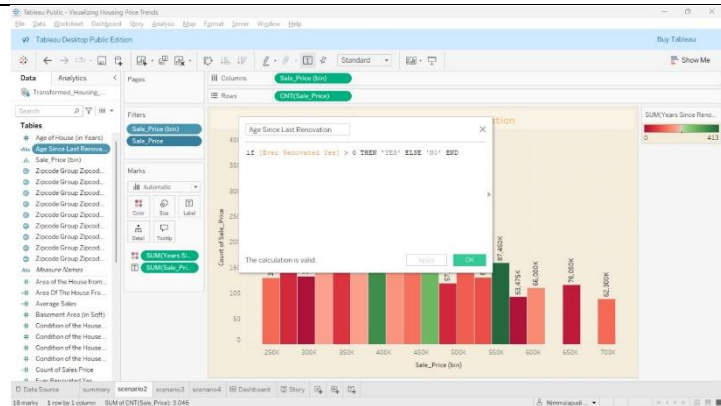 Tableau Public - Visualizing Housing Price Trends
File Data Worksheet Dashboard Story Analysis Map Format Server Window Help
Tableau Desktop Public Edition
Buy Tableau
Standard
Show Me
Data Analytics
Pages
Columns
Sale_Price (bin)
Transformed_Housing_...
Rows
CNT(Sale_Price)
Search
Filters
Sale_Price (bin)
Sale_Price
Tables
Age of House (in Years)
Age Since Last Renova...
Sale_Price (bin)
Zipcode Group Zipcod...
Zipcode Group Zipcod...
Zipcode Group Zipcod...
Zipcode Group Zipcod...
Zipcode Group Zipcod...
Zipcode Group Zipcod...
Zipcode Group Zipcod...
Zipcode Group Zipcod...
Measure Names
Area of the House from...
Area Of The House Fro...
Average Sales
Basement Area (in Sqft)
Condition of the House...
Condition of the House...
Condition of the House...
Condition of the House...
Count of Sales Price
Ever Renovated Yes
Marks
Automatic
Color Size Label
Detail Tooltip
SUM(Years Si...
SUM(Sale_Pri...
Age Since Last Renovation
if [Ever Renovated Yes] > 0 THEN 'YES' ELSE 'NO' END
The calculation is valid.
Apply
OK
SUM(Years Since Reno...
0
Count of Sale_Price
100
50
0
87,450K
53,475K
66,000K
76,050K
62,300K
250K 300K 350K 400K 450K 500K 550K 600K 650K 700K
Sale_Price (bin)
Data Source summary scenario2 scenario3 scenario4 Dashboard Story
18 marks 1 row by 1 column SUM of CNT(Sale_Price): 3,046
Nimmalapudi...